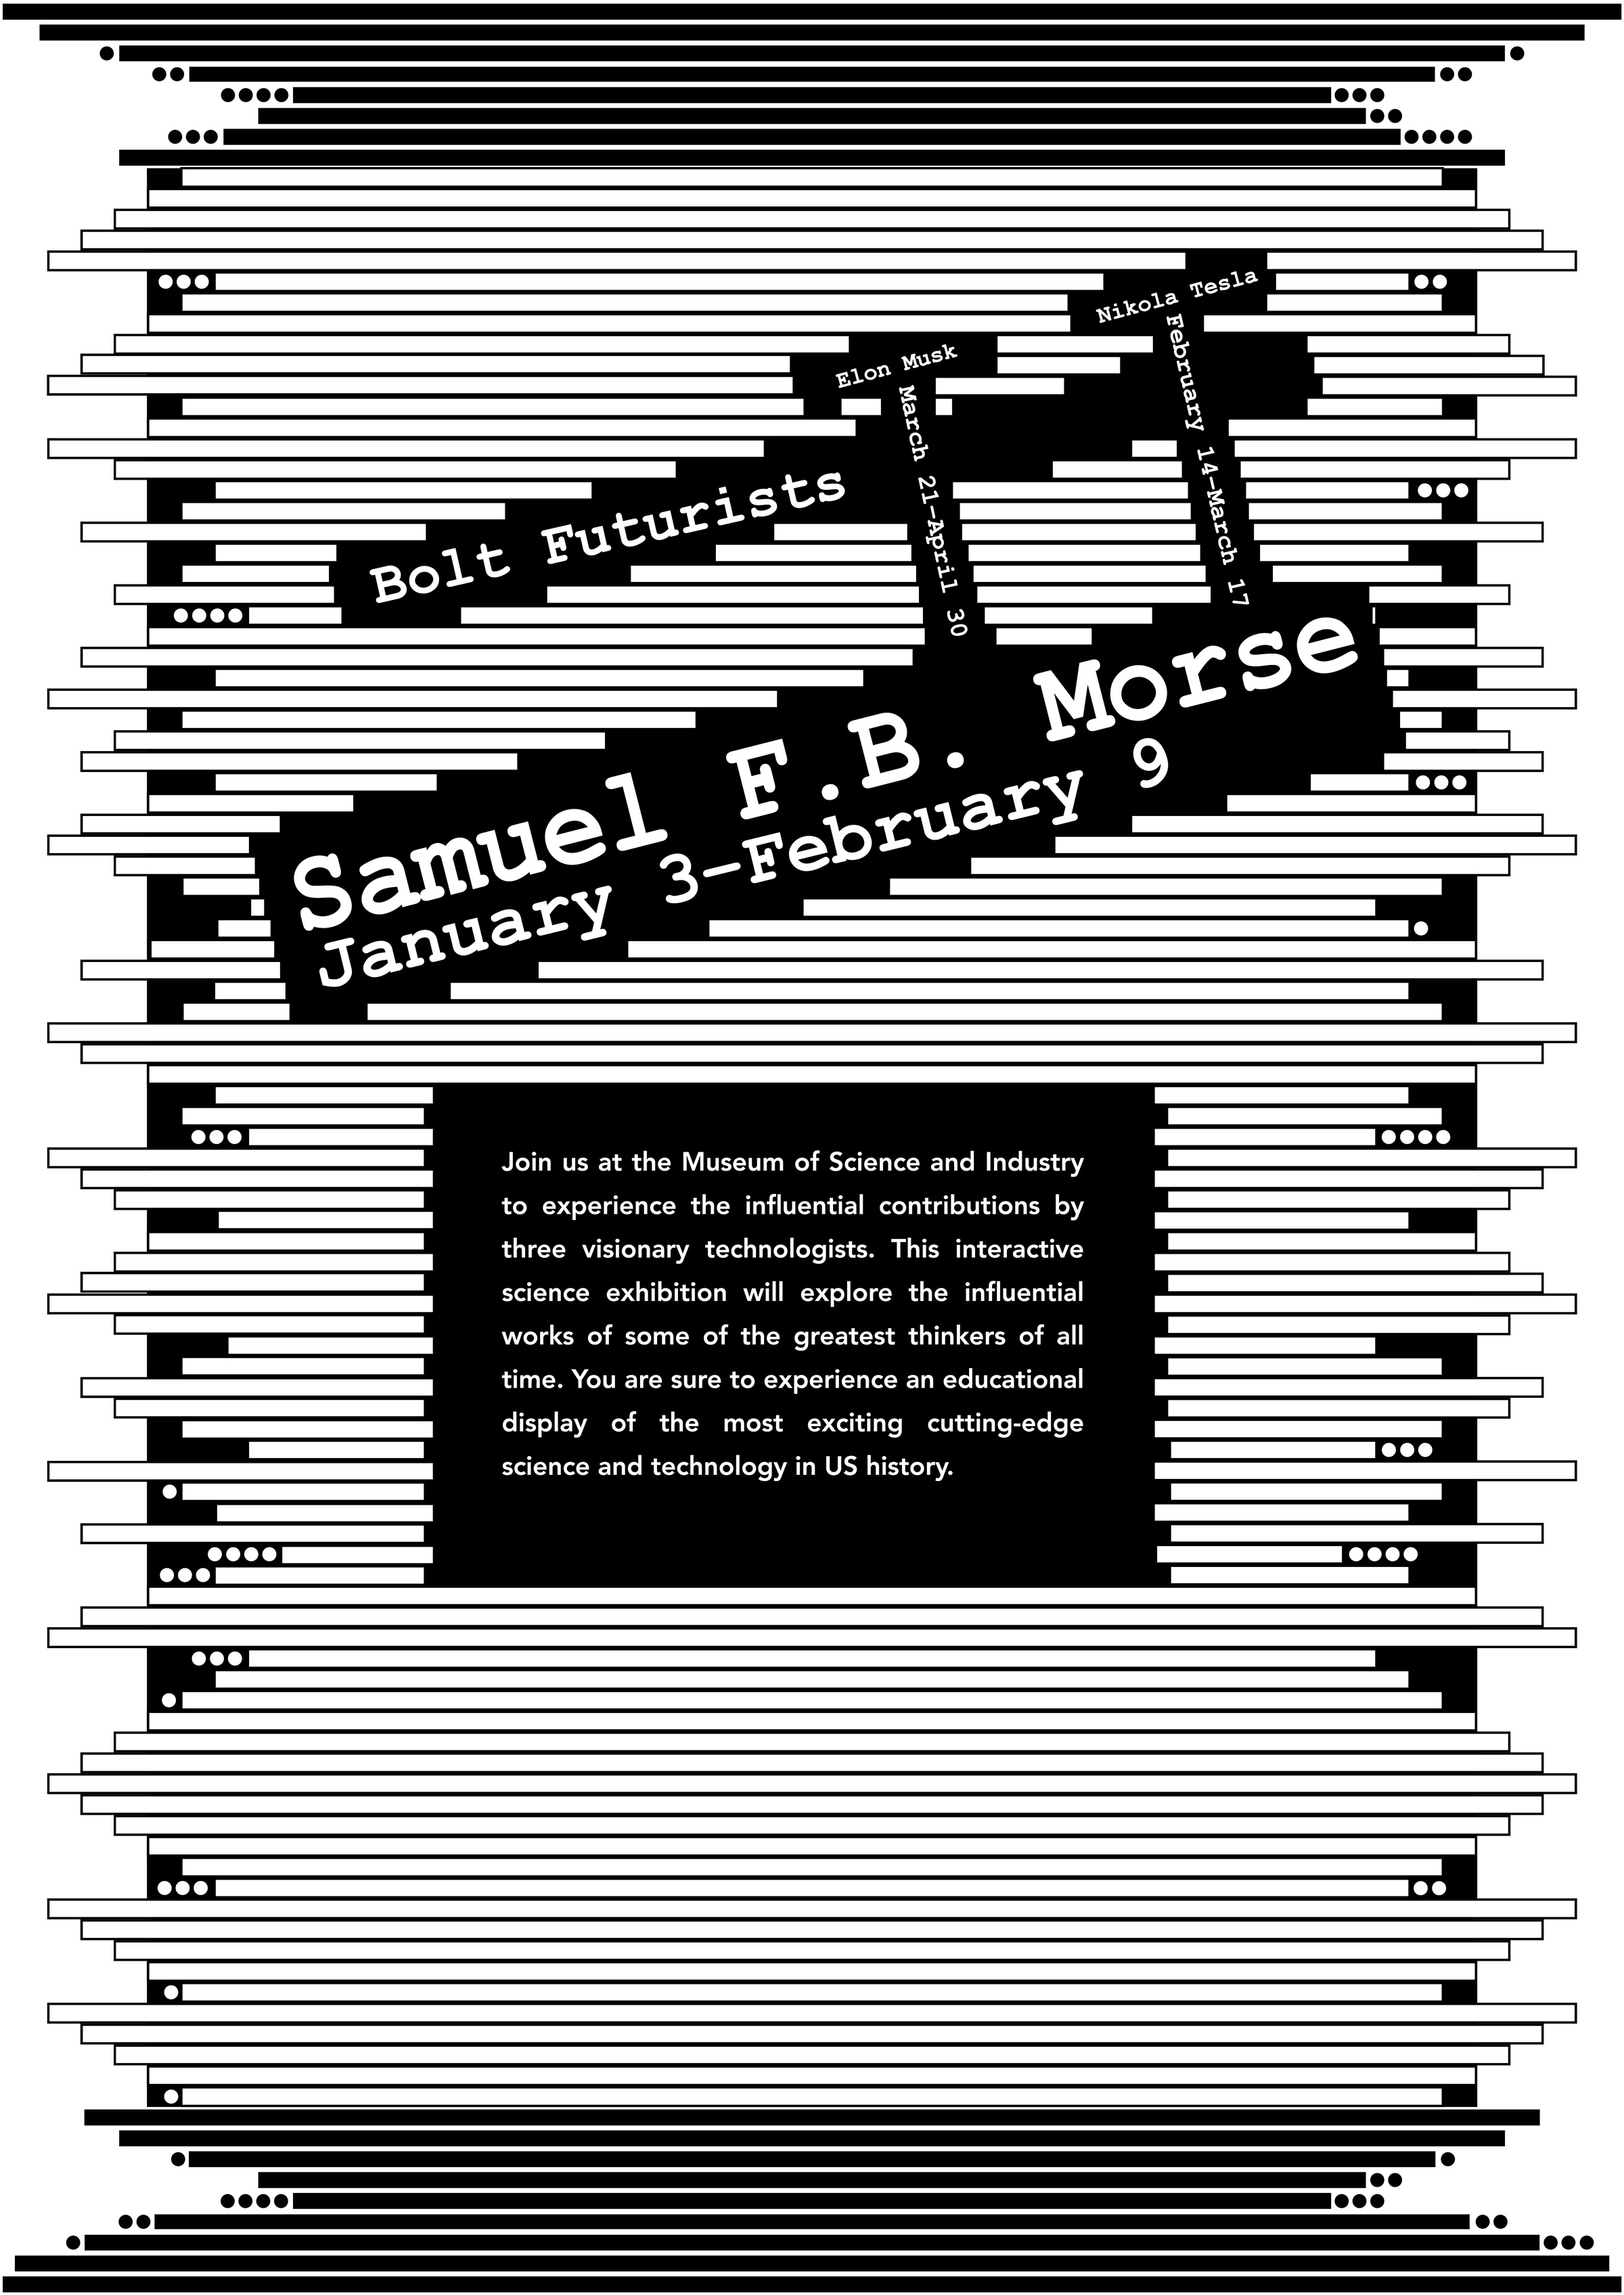 Nikola Tesla
February 14–March 17
Elon Musk
March 21–April 30
Bolt Futurists
Samuel F.B. Morse
January 3–February 9
Join us at the Museum of Science and Industry
to experience the influential contributions by
three visionary technologists. This interactive
science exhibition will explore the influential
works of some of the greatest thinkers of all
time. You are sure to experience an educational
display of the most exciting cutting-edge
science and technology in US history.